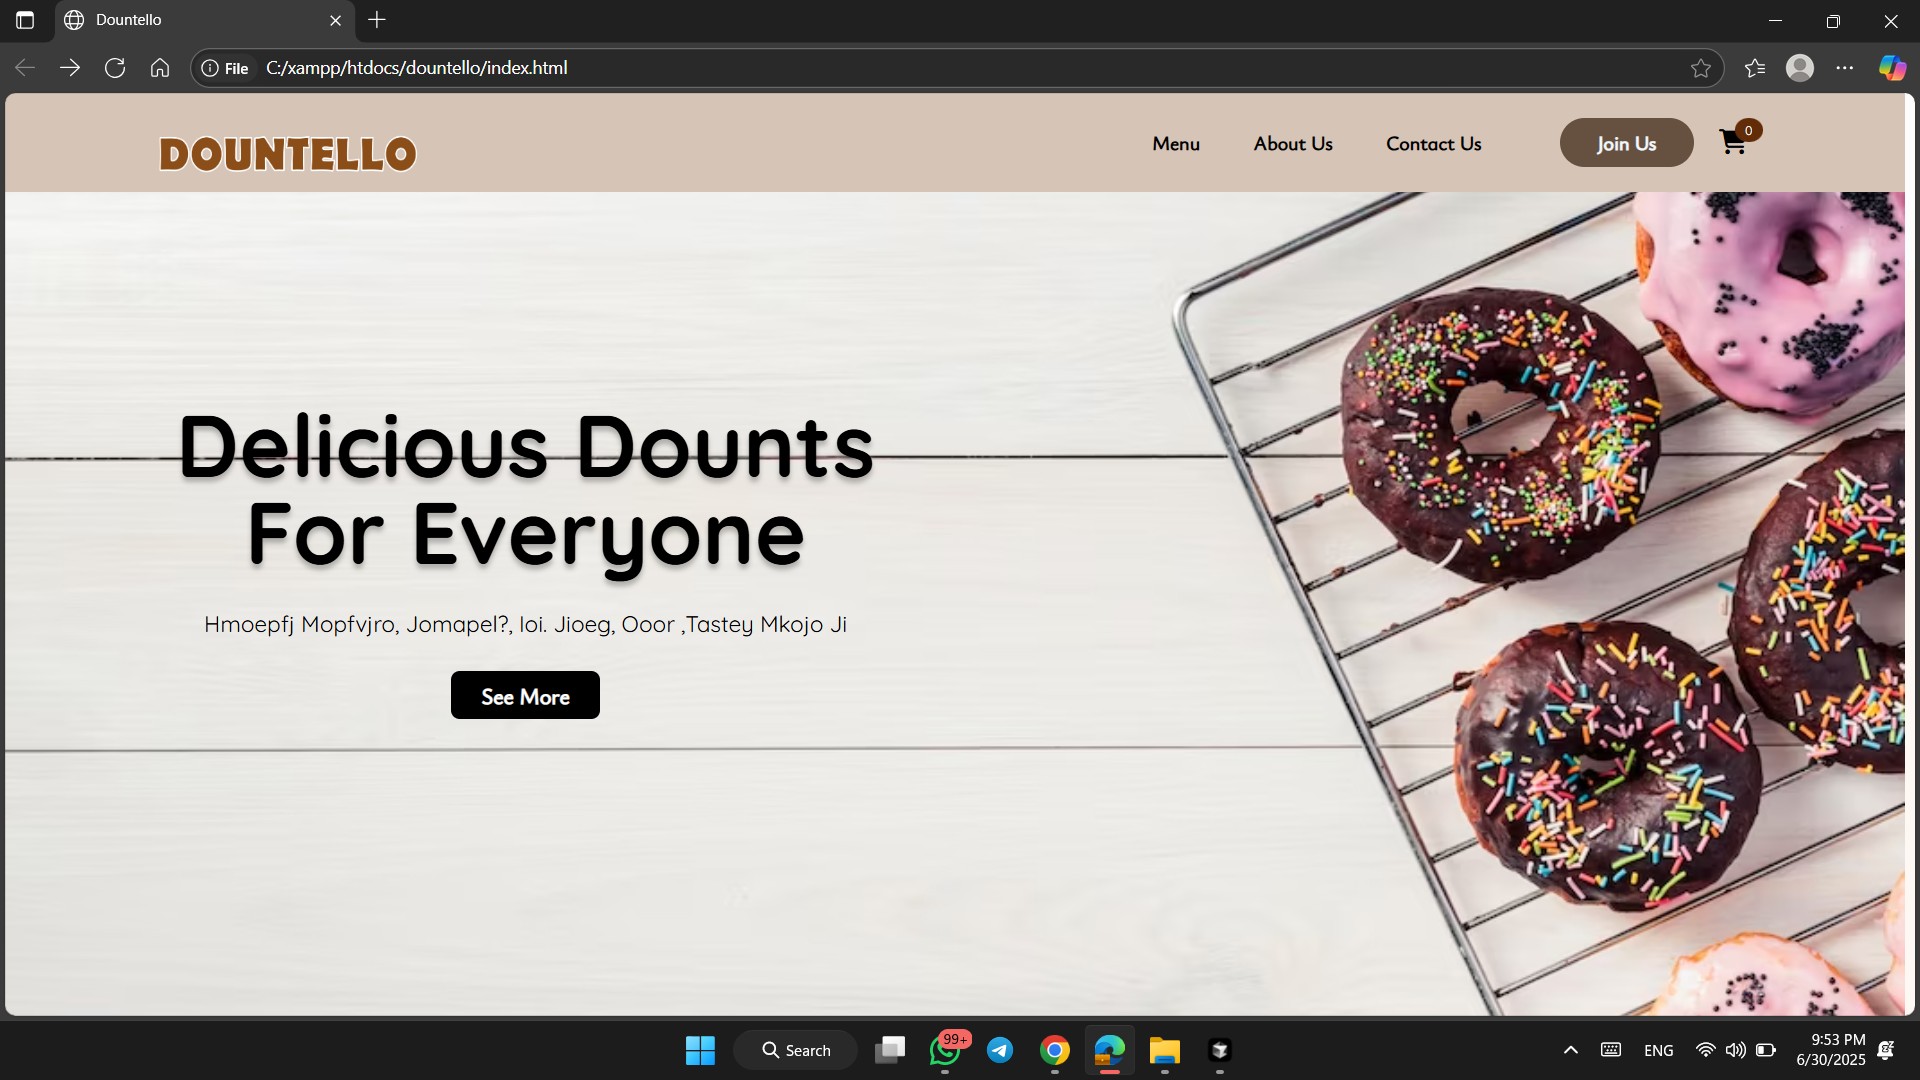 Dountello
File C:/xampp/htdocs/dountello/index.html
DOUNTELLO
Menu About Us Contact Us Join Us 0
Delicious Dounts
For Everyone
Hmoepfj Mopfvjro, Jomapel?, Ioi. Jioeg, Ooor ,Tastey Mkojo Ji
See More
Search 99+ ENG 9:53 PM
6/30/2025